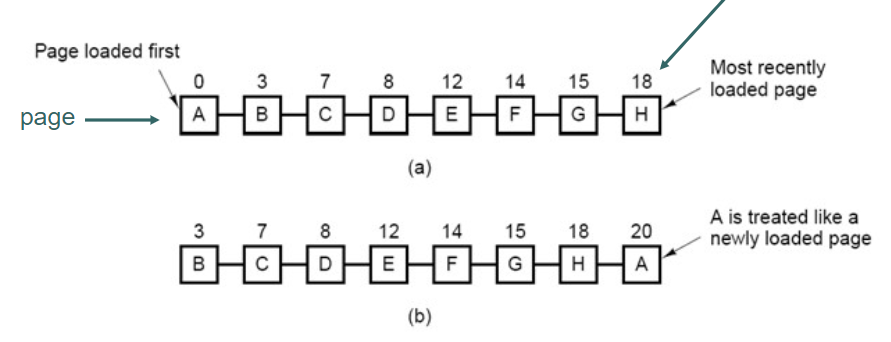 Page loaded first
0 3 7 8 12 14 15 18
Most recently
loaded page
page
A B C D E F G H
(a)
3 7 8 12 14 15 18 20
A is treated like a
newly loaded page
B C D E F G H A
(b)